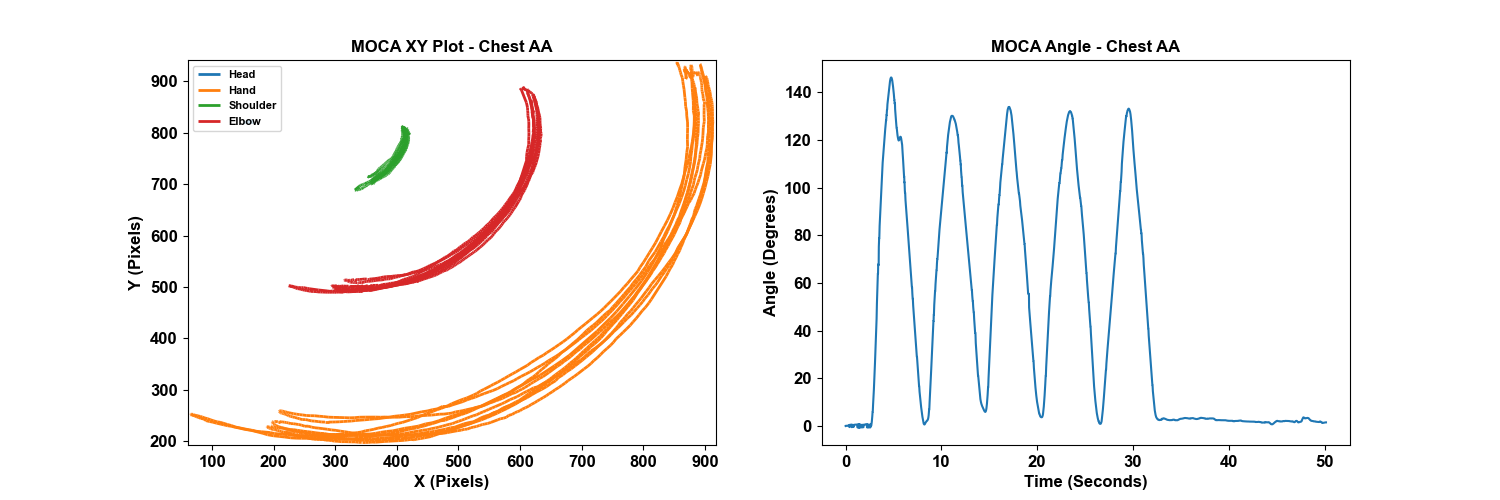 MOCA XY Plot - Chest AA
Head
Hand
Shoulder
Elbow
900
800
700
600
500
400
300
200
Y (Pixels)
100 200 300 400 500 600 700 800 900
X (Pixels)
MOCA Angle - Chest AA
140
120
100
80
60
40
20
0
Angle (Degrees)
0 10 20 30 40 50
Time (Seconds)